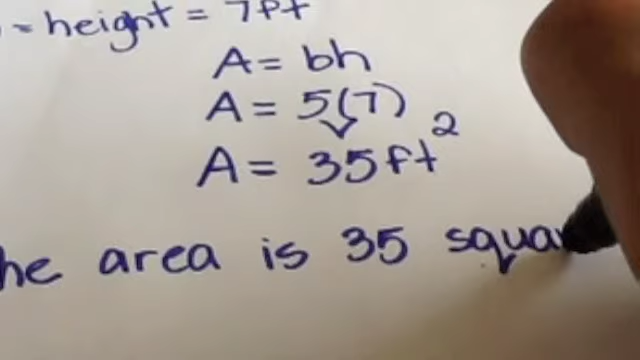 = height = 7ft
A = bh
A = 5(7)
A = 35ft²
he area is 35 squa